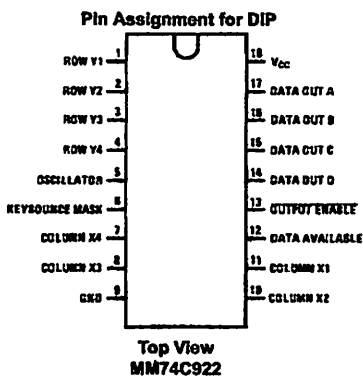 Pin Assignment for DIP
ROW Y1 1
18 VCC
ROW Y2 2
17 DATA OUT A
ROW Y3 3
16 DATA OUT B
ROW Y4 4
15 DATA OUT C
OSCILLATOR 5
14 DATA OUT D
KEYBOUNCE MASK 6
13 OUTPUT ENABLE
COLUMN X4 7
12 DATA AVAILABLE
COLUMN X3 8
11 COLUMN X1
GND 9
10 COLUMN X2
Top View
MM74C922